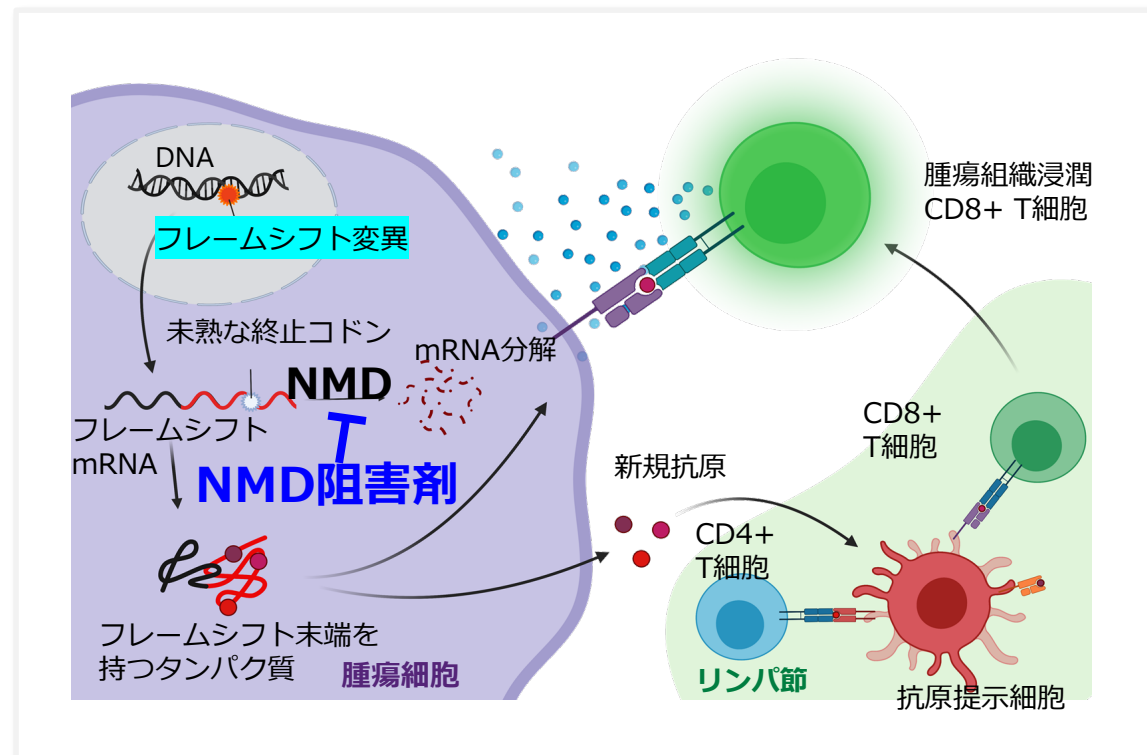 DNA
フレームシフト変異
未熟な終止コドン
NMD
mRNA分解
フレームシフト
mRNA
NMD阻害剤
フレームシフト末端を
持つタンパク質
腫瘍細胞
新規抗原
腫瘍組織浸潤
CD8+ T細胞
CD8+
T細胞
CD4+
T細胞
リンパ節
抗原提示細胞